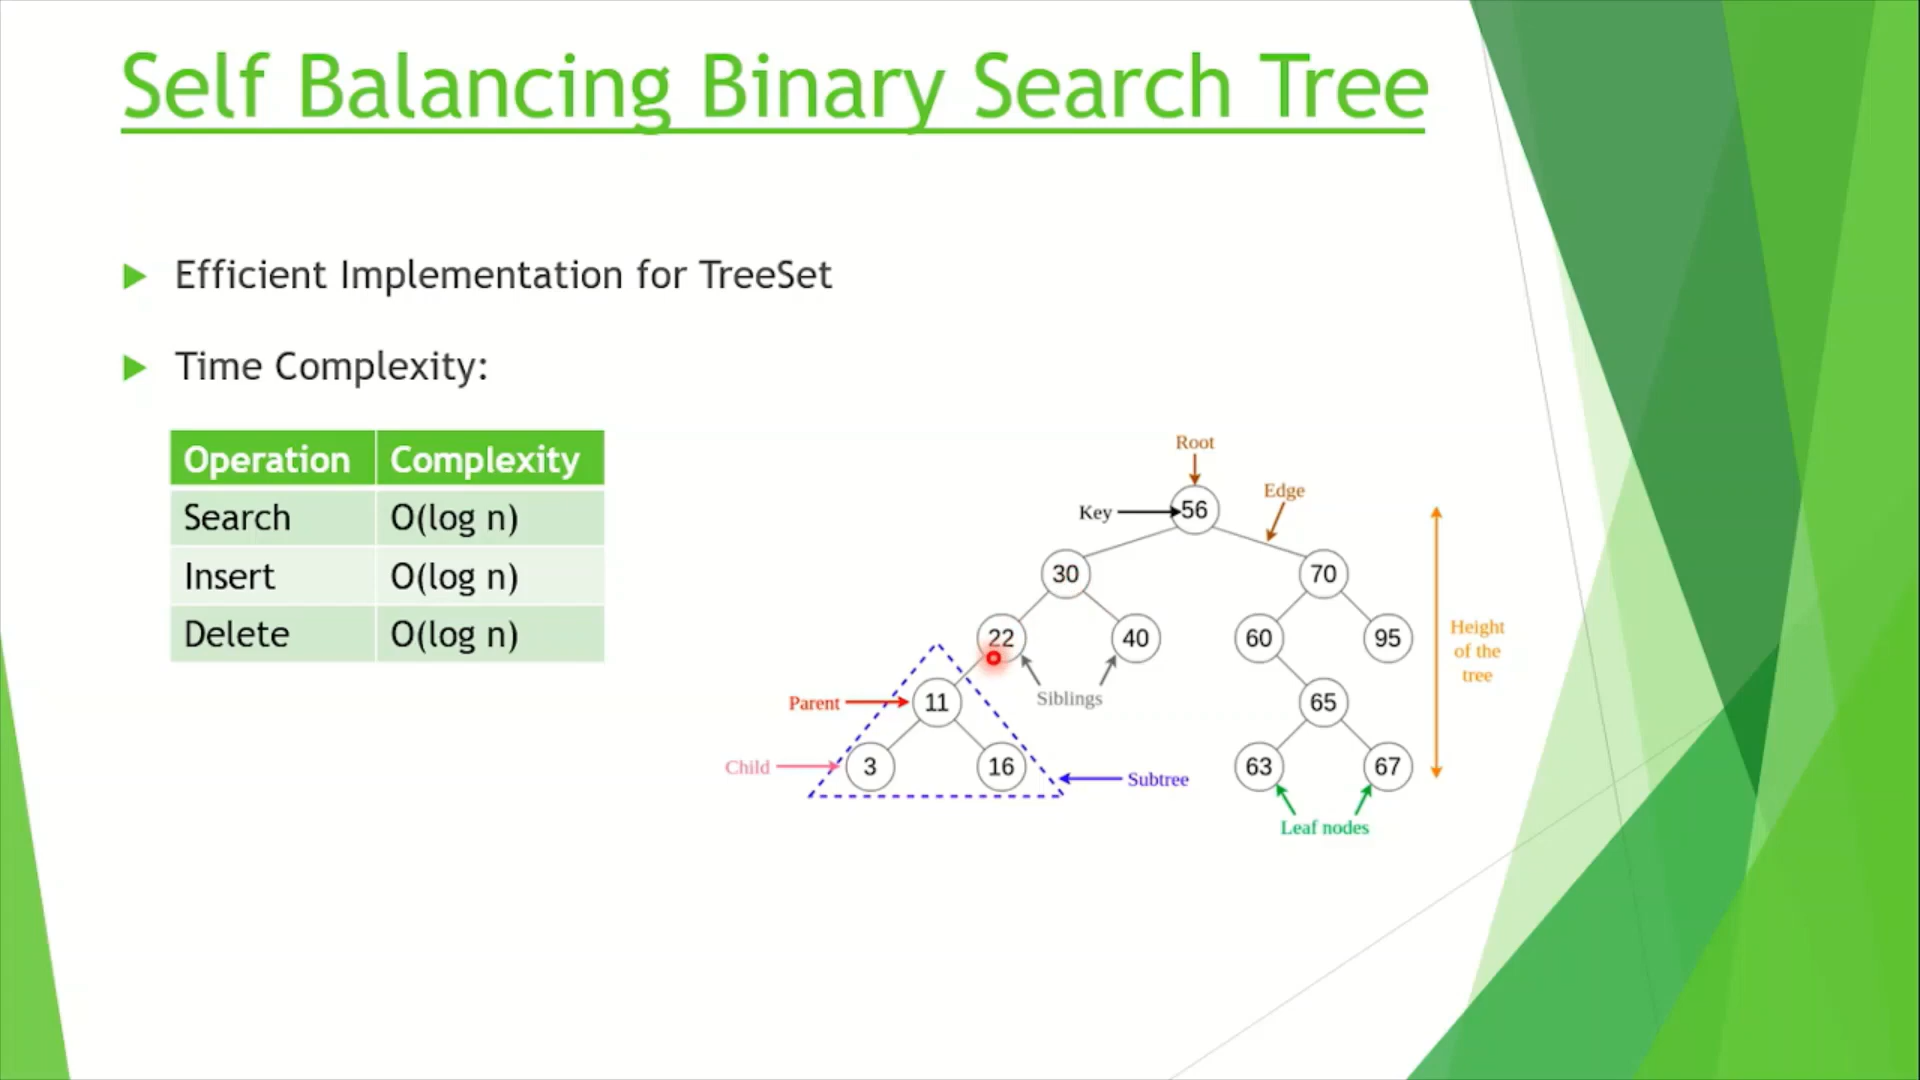 Self Balancing Binary Search Tree
Efficient Implementation for TreeSet
Time Complexity:
Operation Complexity
Search O(log n)
Insert O(log n)
Delete O(log n)
Root
Key 56 Edge
30 70
22 40 60 95
Height
of the
tree
Siblings
Parent 11 65
Child 3 16 63 67
Subtree
Leaf nodes